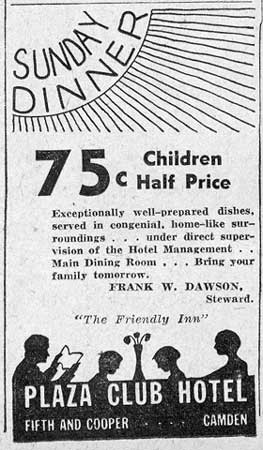 SUNDAY
DINNER
75c Children
Half Price
Exceptionally well-prepared dishes,
served in congenial, home-like sur-
roundings . . . under direct super-
vision of the Hotel Management . .
Main Dining Room . . . Bring your
family tomorrow.
FRANK W. DAWSON,
Steward.
"The Friendly Inn"
PLAZA CLUB HOTEL
FIFTH AND COOPER . . . . . CAMDEN